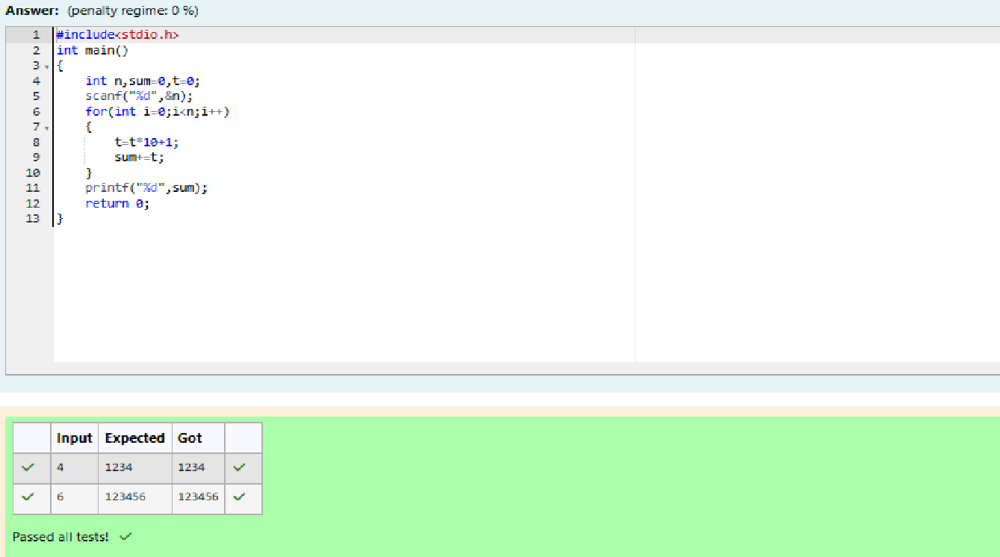 Answer: (penalty regime: 0 %)
1 #include<stdio.h>
2 int main()
3 {
4 int n,sum=0,t=0;
5 scanf("%d",&n);
6 for(int i=0;i<n;i++)
7 {
8 t=t*10+1;
9 sum+=t;
10 }
11 printf("%d",sum);
12 return 0;
13 }
Input Expected Got
4 1234 1234
6 123456 123456
Passed all tests!